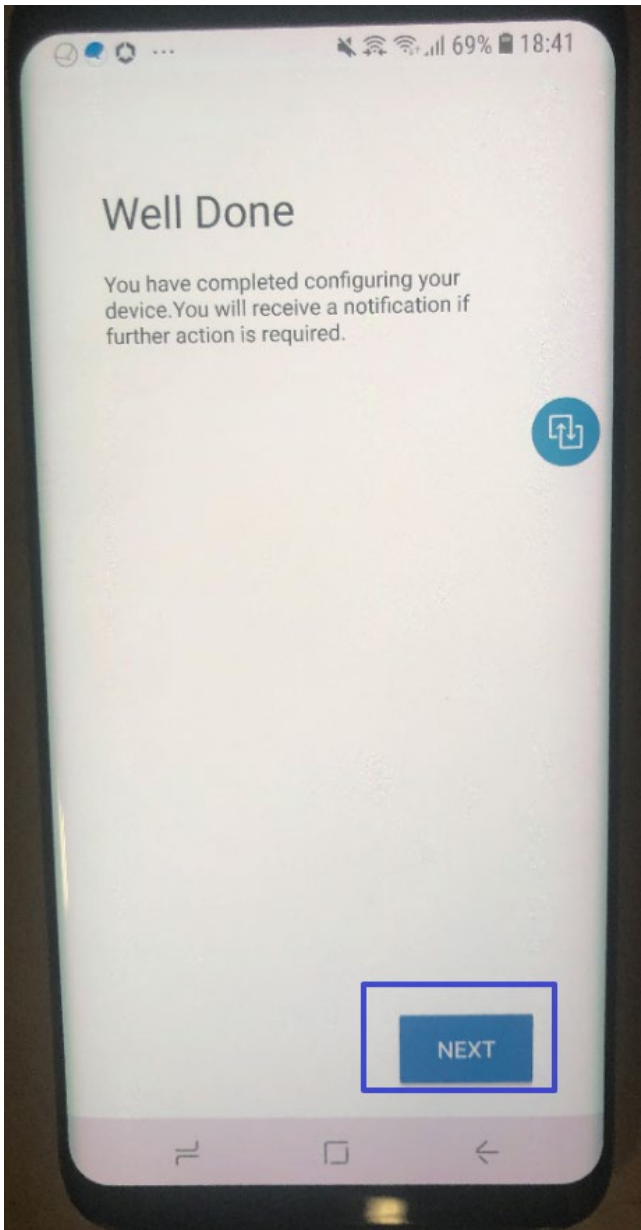 69% 18:41
Well Done
You have completed configuring your
device.You will receive a notification if
further action is required.
NEXT